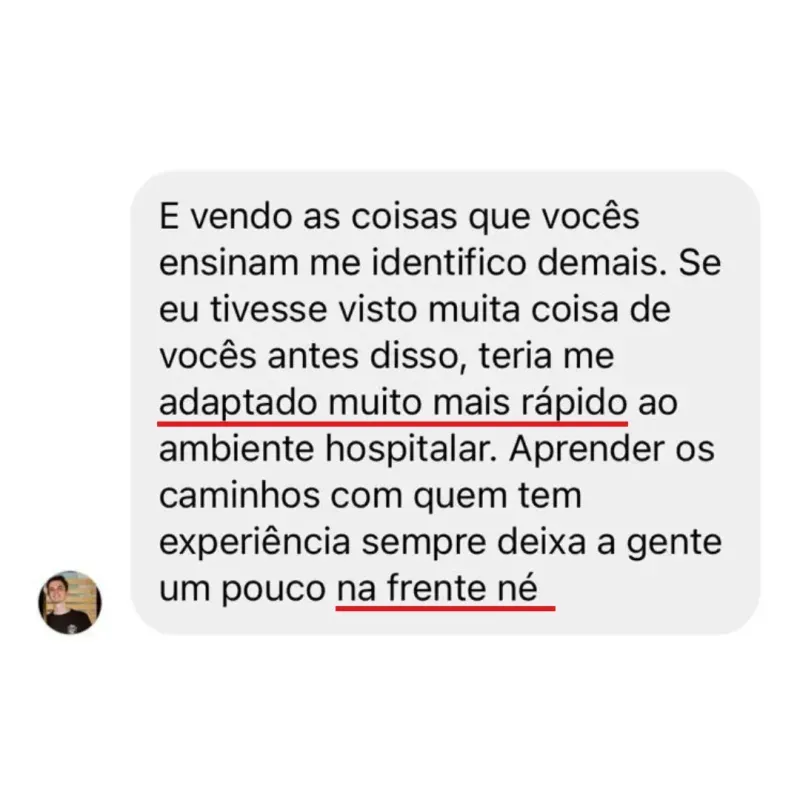 E vendo as coisas que vocês
ensinam me identifico demais. Se
eu tivesse visto muita coisa de
vocês antes disso, teria me
adaptado muito mais rápido ao
ambiente hospitalar. Aprender os
caminhos com quem tem
experiência sempre deixa a gente
um pouco na frente né